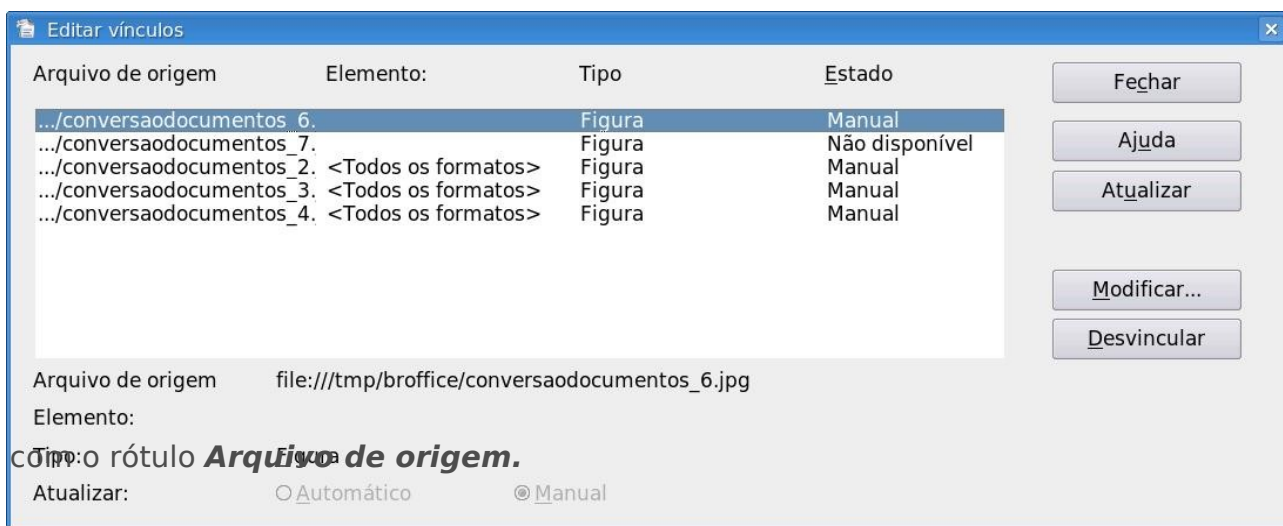 Editar vínculos
Arquivo de origem Elemento: Tipo Estado
.../conversaodocumentos_6. Figura Manual
.../conversaodocumentos_7. Figura Não disponível
.../conversaodocumentos_2. <Todos os formatos> Figura Manual
.../conversaodocumentos_3. <Todos os formatos> Figura Manual
.../conversaodocumentos_4. <Todos os formatos> Figura Manual
Fechar
Ajuda
Atualizar
Modificar...
Desvincular
Arquivo de origem file:///tmp/broffice/conversaodocumentos_6.jpg
Elemento:
Tipo: Figura
com o rótulo Arquivo de origem.
Atualizar: Automático Manual